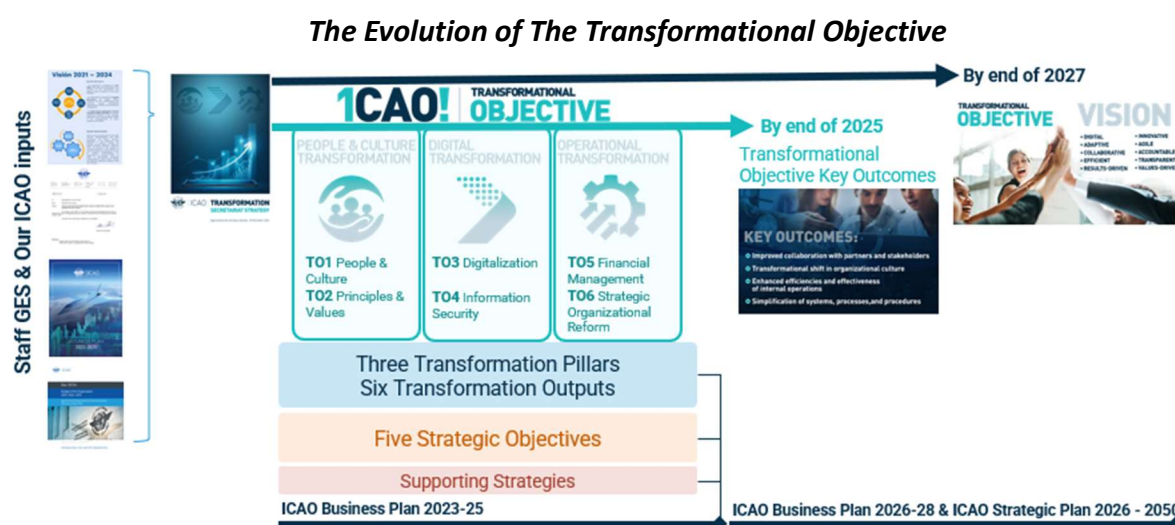 The Evolution of The Transformational Objective
Staff GES & Our ICAO inputs
Visión 2021 – 2024
ICAO TRANSFORMATION
SECRETARIAT STRATEGY
1CAO!
TRANSFORMATIONAL
OBJECTIVE
PEOPLE & CULTURE
TRANSFORMATION
TO1 People &
Culture
TO2 Principles &
Values
DIGITAL
TRANSFORMATION
TO3 Digitalization
TO4 Information
Security
OPERATIONAL
TRANSFORMATION
TO5 Financial
Management
TO6 Strategic
Organizational
Reform
Three Transformation Pillars
Six Transformation Outputs
Five Strategic Objectives
Supporting Strategies
ICAO Business Plan 2023-25
By end of 2025
Transformational
Objective Key Outcomes
KEY OUTCOMES:
Improved collaboration with partners and stakeholders
Transformational shift in organizational culture
Enhanced efficiencies and effectiveness
of internal operations
Simplification of systems, processes,and procedures
By end of 2027
TRANSFORMATIONAL
OBJECTIVE
VISION
• DIGITAL
• ADAPTIVE
• COLLABORATIVE
• EFFICIENT
• RESULTS-DRIVEN
• INNOVATIVE
• AGILE
• ACCOUNTABLE
• TRANSPARENT
• VALUES-DRIVEN
ICAO Business Plan 2026-28 & ICAO Strategic Plan 2026 - 2050